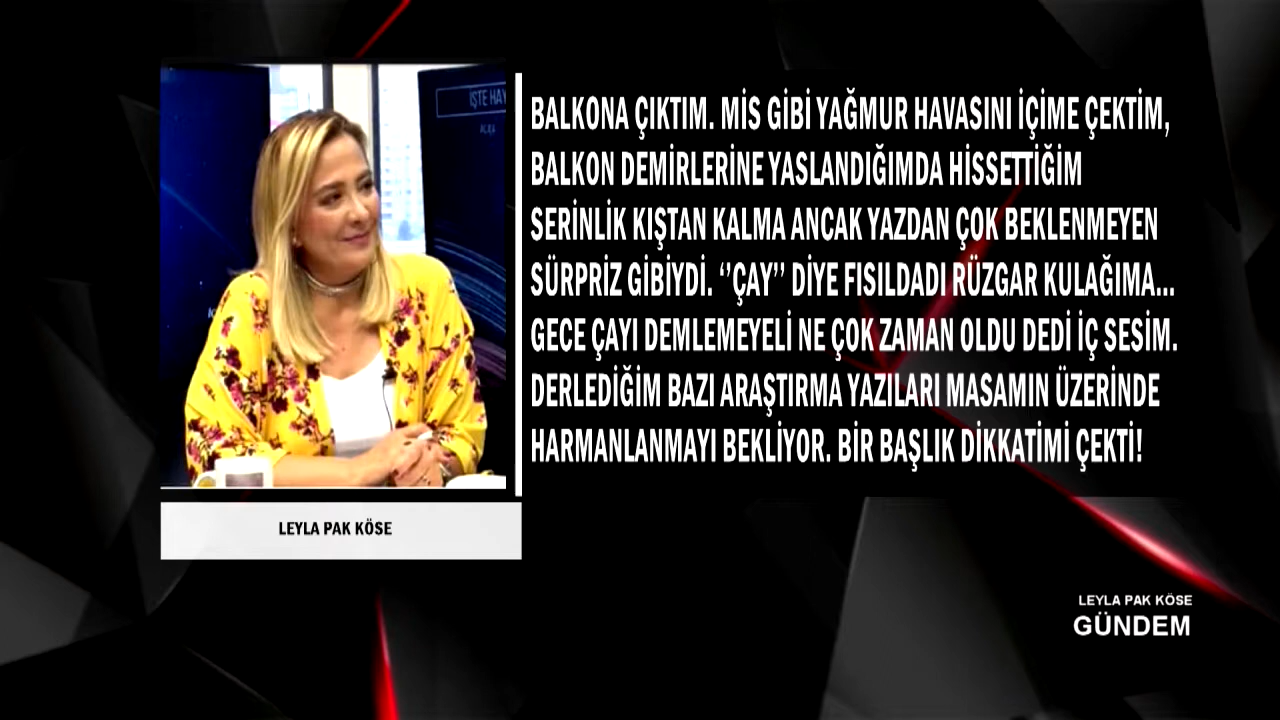 İŞTE HAY
BALKONA ÇIKTIM. MİS GİBİ YAĞMUR HAVASINI İÇİME ÇEKTİM,
BALKON DEMİRLERİNE YASLANDIĞIMDA HİSSETTİĞİM
SERİNLİK KIŞTAN KALMA ANCAK YAZDAN ÇOK BEKLENMEYEN
SÜRPRİZ GİBİYDİ. ‘’ÇAY’’ DİYE FISILDADI RÜZGAR KULAĞIMA...
GECE ÇAYI DEMLEMEYELİ NE ÇOK ZAMAN OLDU DEDİ İÇ SESİM.
DERLEDİĞİM BAZI ARAŞTIRMA YAZILARI MASAMIN ÜZERİNDE
HARMANLANMAYI BEKLİYOR. BİR BAŞLIK DİKKATİMİ ÇEKTİ!
LEYLA PAK KÖSE
LEYLA PAK KÖSE
GÜNDEM